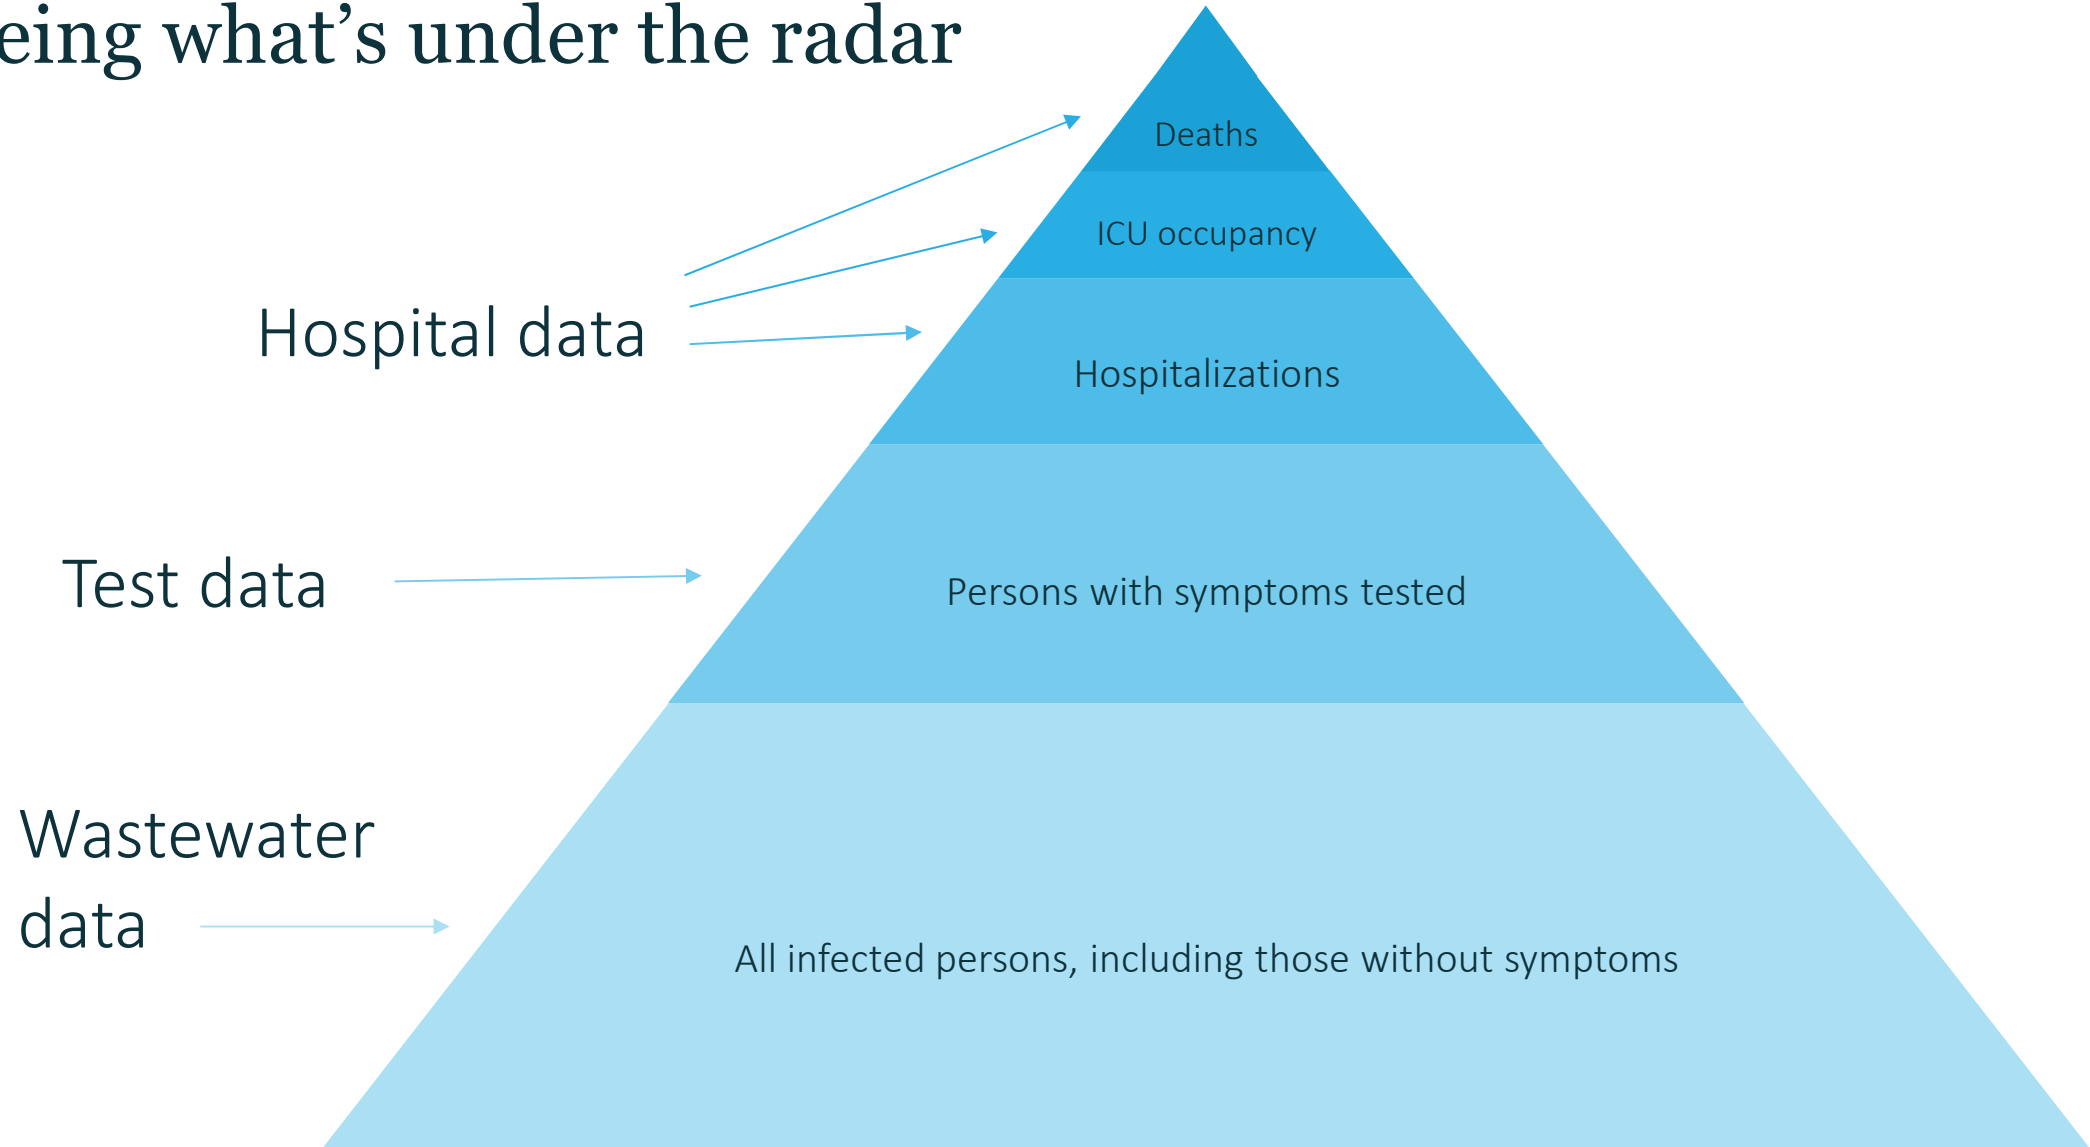 eing what’s under the radar
Deaths
ICU occupancy
Hospital data
Hospitalizations
Test data
Persons with symptoms tested
Wastewater
data
All infected persons, including those without symptoms